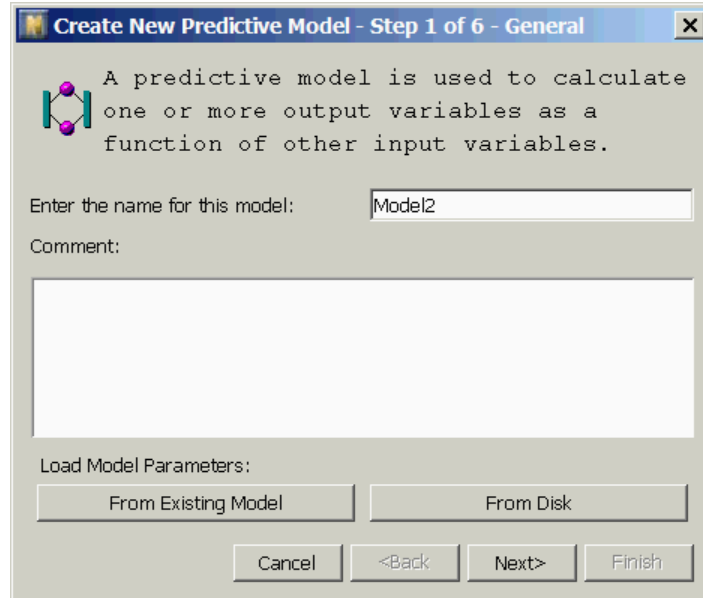 Create New Predictive Model - Step 1 of 6 - General
A predictive model is used to calculate
one or more output variables as a
function of other input variables.
Enter the name for this model: Model2
Comment:
Load Model Parameters:
From Existing Model From Disk
Cancel <Back Next> Finish